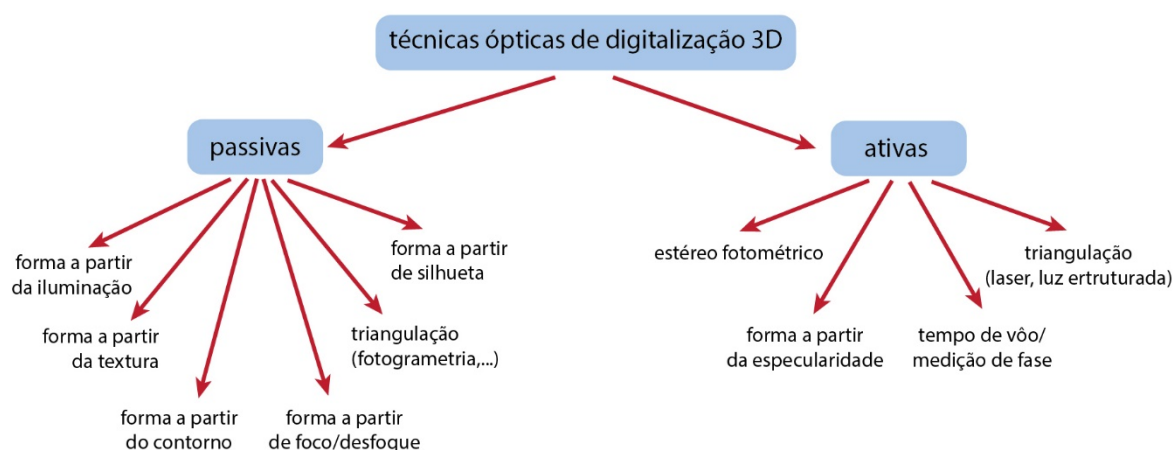 técnicas ópticas de digitalização 3D
passivas
ativas
forma a partir
da iluminação
forma a partir
da textura
forma a partir
do contorno
forma a partir
de foco/desfoque
triangulação
(fotogrametria,...)
forma a partir
de silhueta
estéreo fotométrico
forma a partir
da especularidade
tempo de vôo/
medição de fase
triangulação
(laser, luz ertruturada)